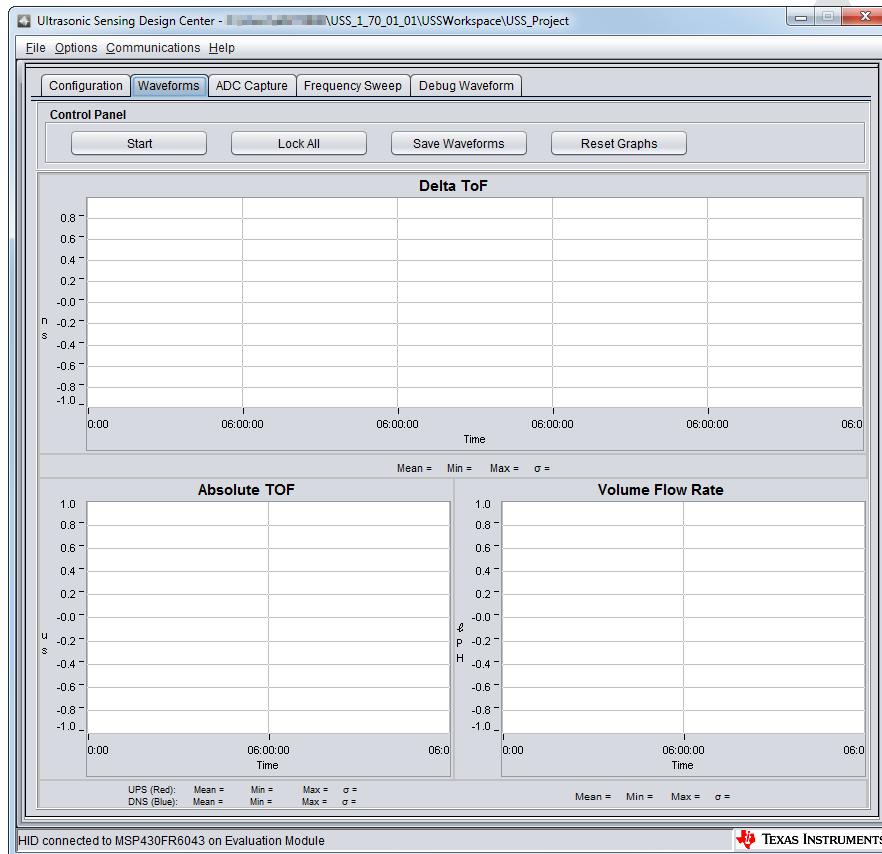 Ultrasonic Sensing Design Center - \USS_1_70_01_01\USSWorkspace\USS_Project
File Options Communications Help
Configuration Waveforms ADC Capture Frequency Sweep Debug Waveform
Control Panel
Start Lock All Save Waveforms Reset Graphs
Delta ToF
0.8
0.6
0.4
0.2
-0.0
-0.2
-0.4
-0.6
-0.8
-1.0
n
s
0:00 06:00:00 06:00:00 06:00:00 06:00:00 06:0
Time
Mean = Min = Max = σ =
Absolute TOF
1.0
0.8
0.6
0.4
0.2
-0.0
-0.2
-0.4
-0.6
-0.8
-1.0
u
s
0:00 06:00:00 06:0
Time
UPS (Red): Mean = Min = Max = σ =
DNS (Blue): Mean = Min = Max = σ =
Volume Flow Rate
1.0
0.8
0.6
0.4
0.2
-0.0
-0.2
-0.4
-0.6
-0.8
-1.0
ℓ
P
H
0:00 06:00:00 06:0
Time
Mean = Min = Max = σ =
HID connected to MSP430FR6043 on Evaluation Module
TEXAS INSTRUMENTS